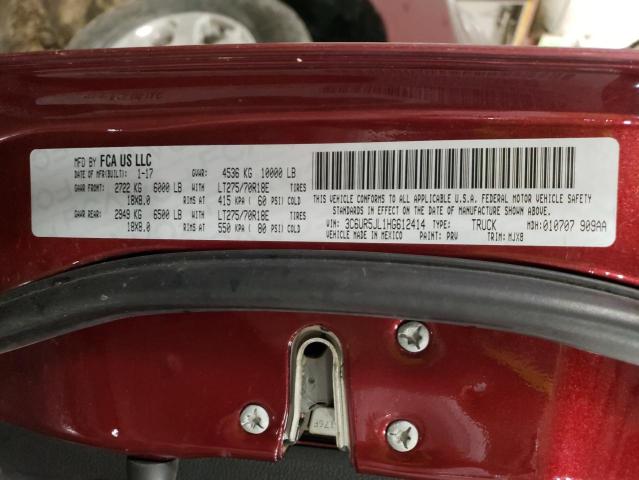 MFD BY FCA US LLC
DATE OF MFR(BUILT): 1-17 GVWR: 4536 KG 10000 LB
GAWR FRONT: 2722 KG 6000 LB WITH LT275/70R18E TIRES
18X8.0 RIMS AT 415 KPA ( 60 PSI) COLD
GAWR REAR: 2949 KG 6500 LB WITH LT275/70R18E TIRES
18X8.0 RIMS AT 550 KPA ( 80 PSI) COLD
THIS VEHICLE CONFORMS TO ALL APPLICABLE U.S.A. FEDERAL MOTOR VEHICLE SAFETY
STANDARDS IN EFFECT ON THE DATE OF MANUFACTURE SHOWN ABOVE.
VIN: 3C6UR5JL1HG612414 TYPE: TRUCK MDH: 010707 909AA
VEHICLE MADE IN MEXICO PAINT: PRV TRIM: MJX8